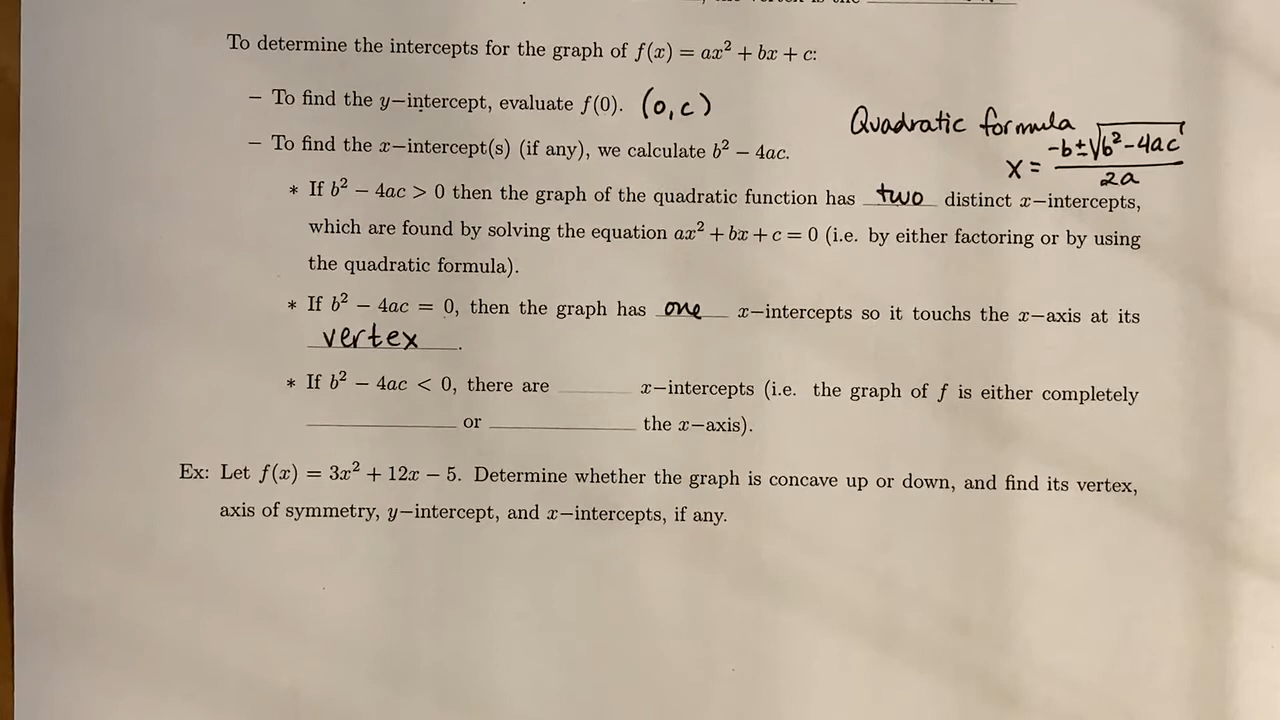 To determine the intercepts for the graph of f(x) = ax² + bx + c:
– To find the y−intercept, evaluate f(0). (0,c)
Quadratic formula
– To find the x−intercept(s) (if any), we calculate b² − 4ac.
x = -b±√b²-4ac / 2a
* If b² − 4ac > 0 then the graph of the quadratic function has two distinct x−intercepts,
which are found by solving the equation ax² + bx + c = 0 (i.e. by either factoring or by using
the quadratic formula).
* If b² − 4ac = 0, then the graph has one x−intercepts so it touchs the x−axis at its
vertex.
* If b² − 4ac < 0, there are ______ x−intercepts (i.e. the graph of f is either completely
______ or ______ the x−axis).
Ex: Let f(x) = 3x² + 12x − 5. Determine whether the graph is concave up or down, and find its vertex,
axis of symmetry, y−intercept, and x−intercepts, if any.